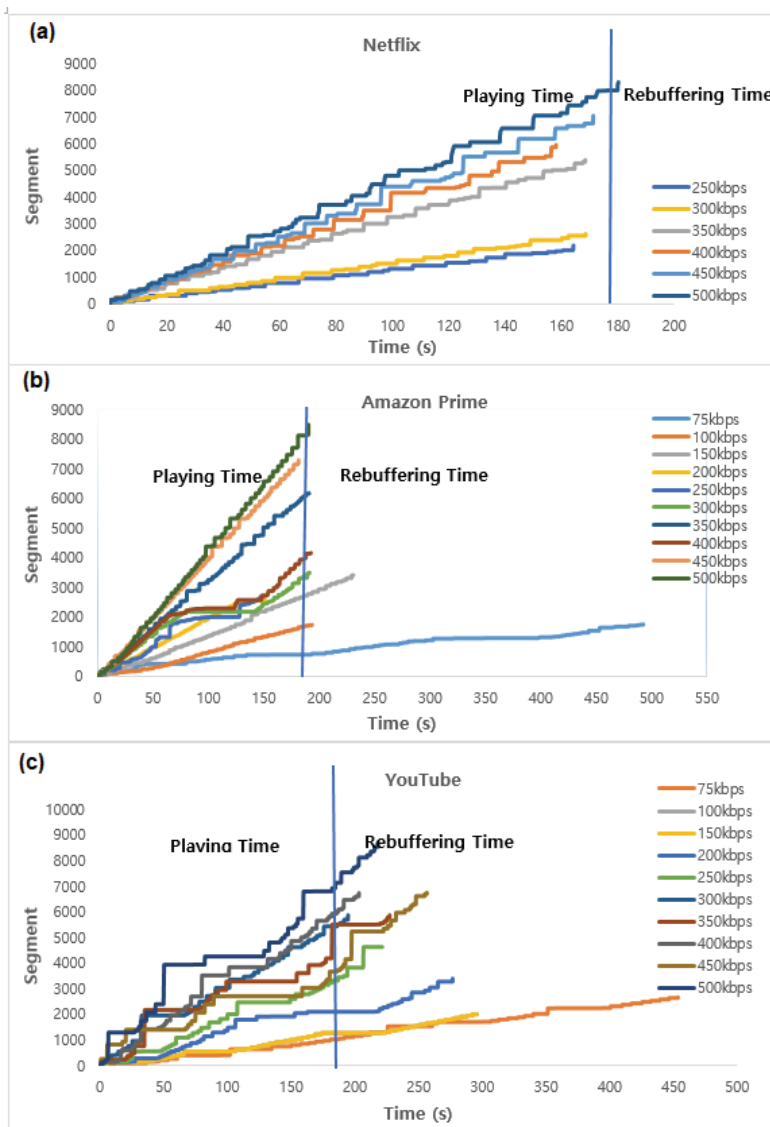 (a)
Netflix
9000
8000
7000
6000
5000
4000
3000
2000
1000
0
Segment
Playing Time
Rebuffering Time
250kbps
300kbps
350kbps
400kbps
450kbps
500kbps
0 20 40 60 80 100 120 140 160 180 200
Time (s)
(b)
Amazon Prime
9000
8000
7000
6000
5000
4000
3000
2000
1000
0
Segment
Playing Time
Rebuffering Time
75kbps
100kbps
150kbps
200kbps
250kbps
300kbps
350kbps
400kbps
450kbps
500kbps
0 50 100 150 200 250 300 350 400 450 500 550
Time (s)
(c)
YouTube
10000
9000
8000
7000
6000
5000
4000
3000
2000
1000
0
Segment
Playing Time
Rebuffering Time
75kbps
100kbps
150kbps
200kbps
250kbps
300kbps
350kbps
400kbps
450kbps
500kbps
0 50 100 150 200 250 300 350 400 450 500
Time (s)